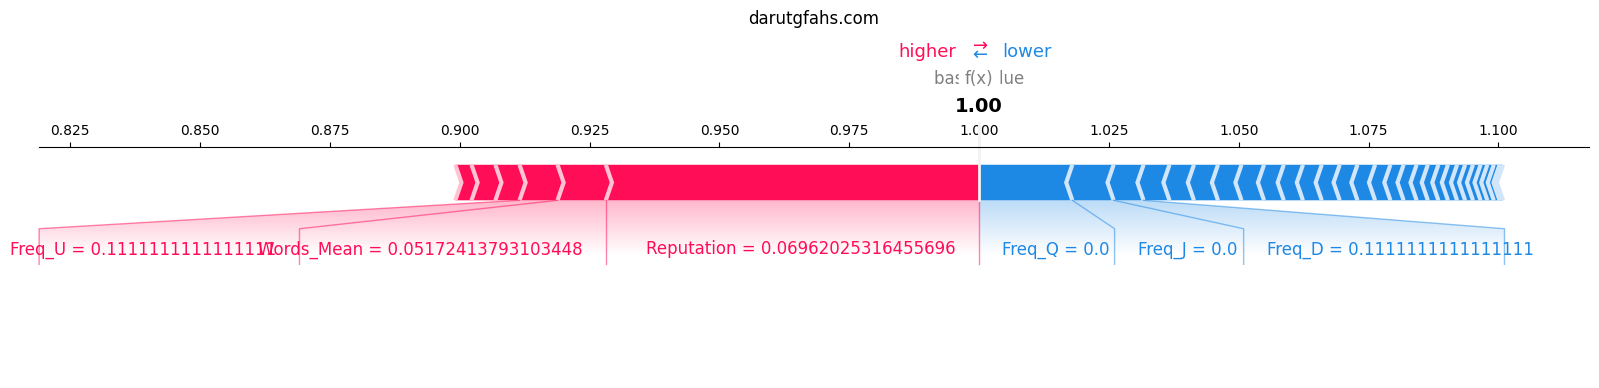 darutgfahs.com
higher ⇄ lower
bas f(x) lue
1.00
0.825 0.850 0.875 0.900 0.925 0.950 0.975 1.000 1.025 1.050 1.075 1.100
Freq_U = 0.1111111111111111 Words_Mean = 0.05172413793103448 Reputation = 0.06962025316455696 Freq_Q = 0.0 Freq_J = 0.0 Freq_D = 0.1111111111111111